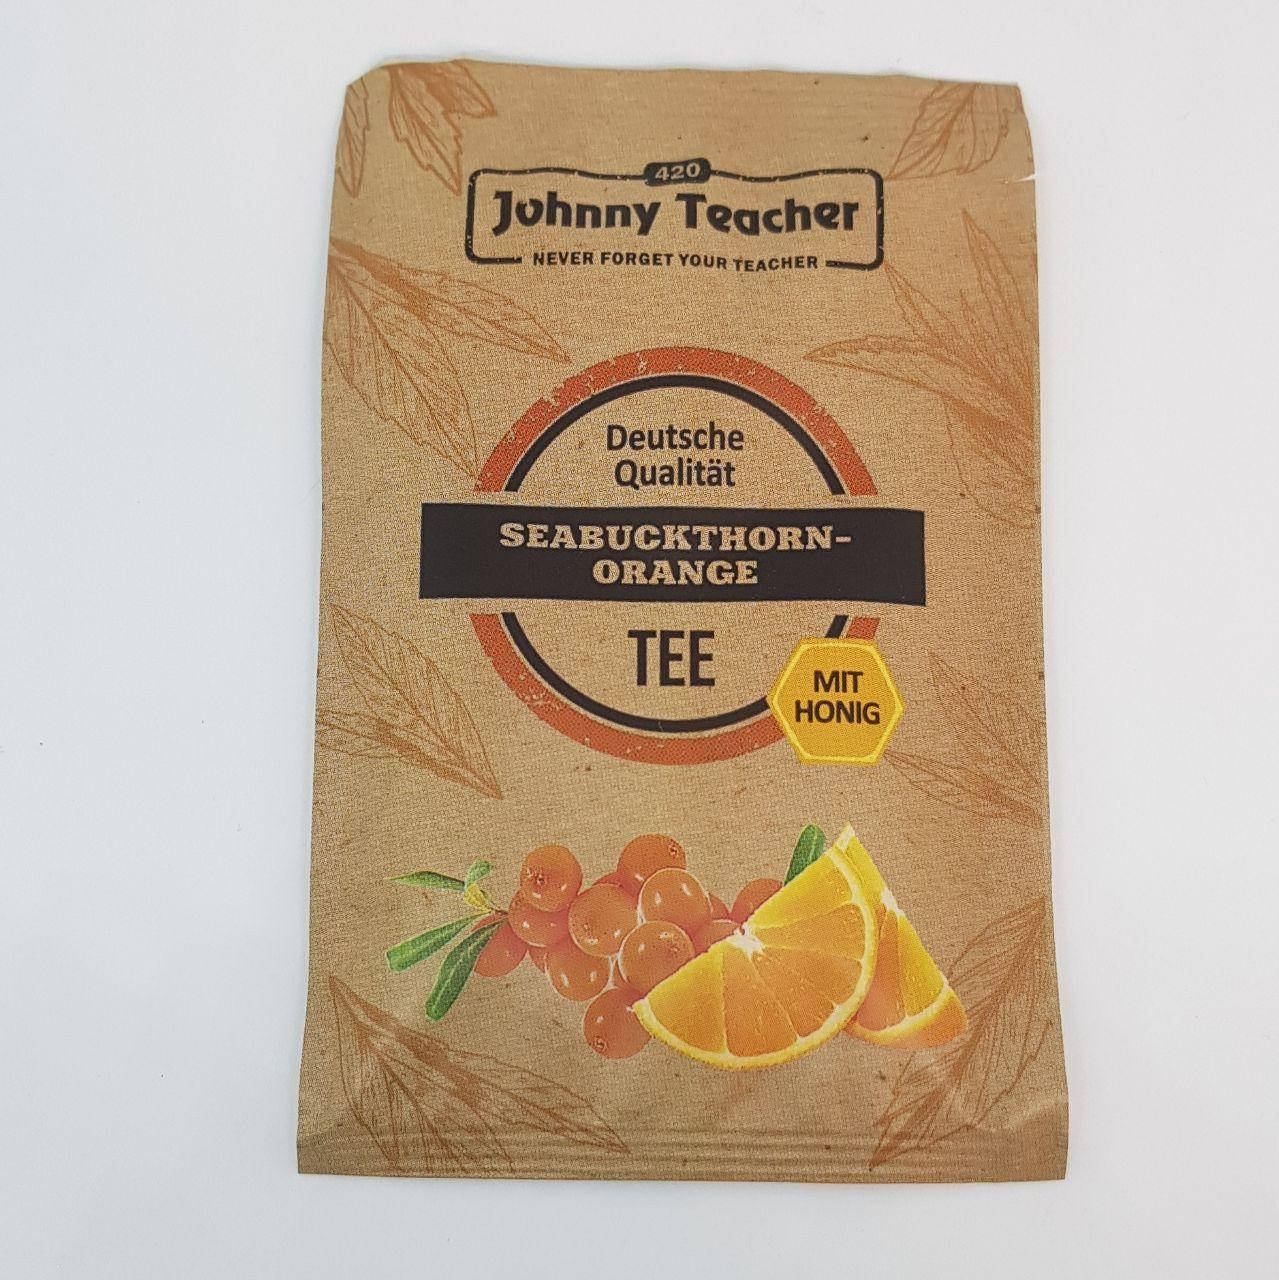 420
Johnny Teacher
NEVER FORGET YOUR TEACHER
Deutsche
Qualität
SEABUCKTHORN-
ORANGE
TEE
MIT
HONIG